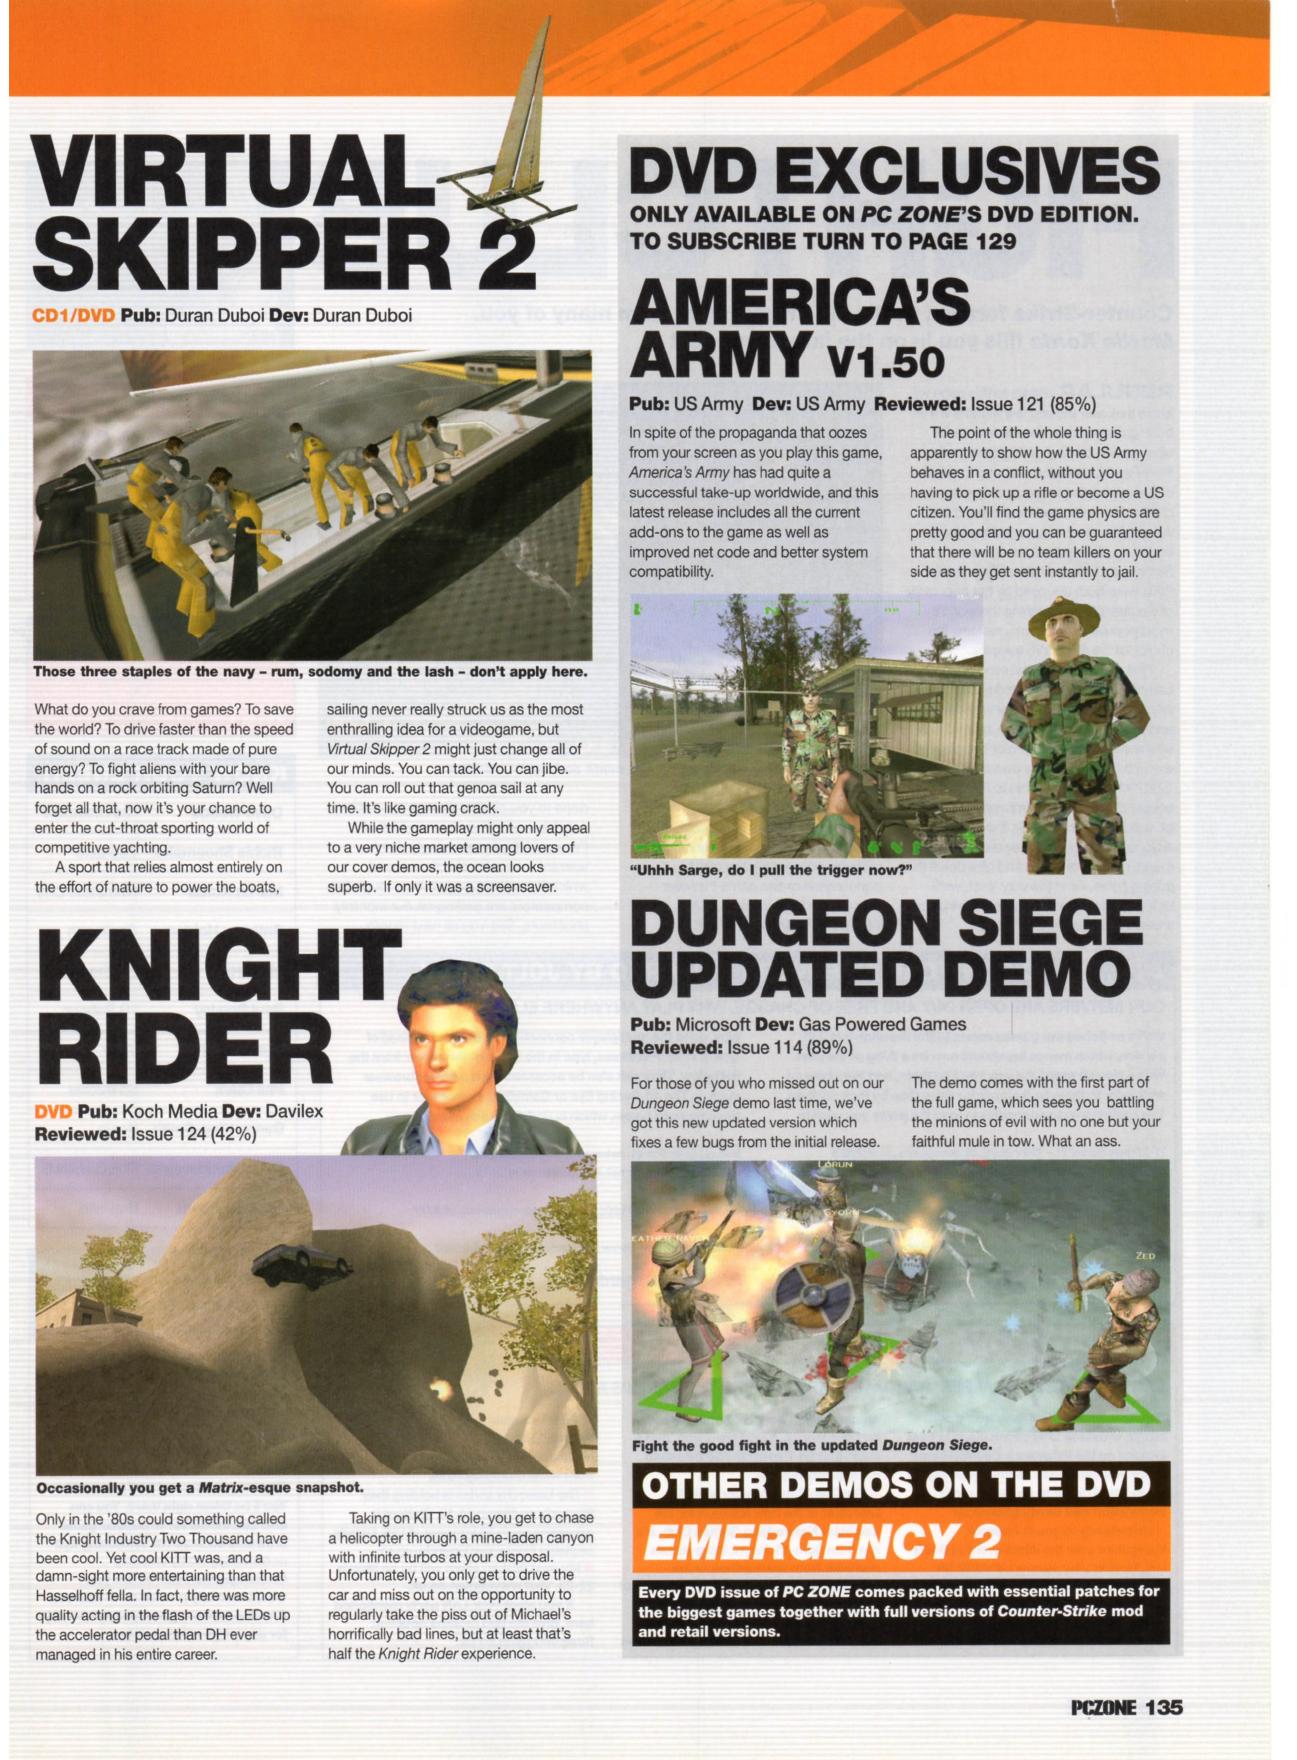 VIRTUAL
SKIPPER 2
CD1/DVD Pub: Duran Duboi Dev: Duran Duboi
Those three staples of the navy – rum, sodomy and the lash – don't apply here.
What do you crave from games? To save
the world? To drive faster than the speed
of sound on a race track made of pure
energy? To fight aliens with your bare
hands on a rock orbiting Saturn? Well
forget all that, now it's your chance to
enter the cut-throat sporting world of
competitive yachting.
A sport that relies almost entirely on
the effort of nature to power the boats,
sailing never really struck us as the most
enthralling idea for a videogame, but
Virtual Skipper 2 might just change all of
our minds. You can tack. You can jibe.
You can roll out that genoa sail at any
time. It's like gaming crack.
While the gameplay might only appeal
to a very niche market among lovers of
our cover demos, the ocean looks
superb. If only it was a screensaver.
KNIGHT
RIDER
DVD Pub: Koch Media Dev: Davilex
Reviewed: Issue 124 (42%)
Occasionally you get a Matrix-esque snapshot.
Only in the '80s could something called
the Knight Industry Two Thousand have
been cool. Yet cool KITT was, and a
damn-sight more entertaining than that
Hasselhoff fella. In fact, there was more
quality acting in the flash of the LEDs up
the accelerator pedal than DH ever
managed in his entire career.
Taking on KITT's role, you get to chase
a helicopter through a mine-laden canyon
with infinite turbos at your disposal.
Unfortunately, you only get to drive the
car and miss out on the opportunity to
regularly take the piss out of Michael's
horrifically bad lines, but at least that's
half the Knight Rider experience.
DVD EXCLUSIVES
ONLY AVAILABLE ON PC ZONE'S DVD EDITION.
TO SUBSCRIBE TURN TO PAGE 129
AMERICA'S
ARMY V1.50
Pub: US Army Dev: US Army Reviewed: Issue 121 (85%)
In spite of the propaganda that oozes
from your screen as you play this game,
America's Army has had quite a
successful take-up worldwide, and this
latest release includes all the current
add-ons to the game as well as
improved net code and better system
compatibility.
The point of the whole thing is
apparently to show how the US Army
behaves in a conflict, without you
having to pick up a rifle or become a US
citizen. You'll find the game physics are
pretty good and you can be guaranteed
that there will be no team killers on your
side as they get sent instantly to jail.
"Uhhh Sarge, do I pull the trigger now?"
DUNGEON SIEGE
UPDATED DEMO
Pub: Microsoft Dev: Gas Powered Games
Reviewed: Issue 114 (89%)
For those of you who missed out on our
Dungeon Siege demo last time, we've
got this new updated version which
fixes a few bugs from the initial release.
The demo comes with the first part of
the full game, which sees you battling
the minions of evil with no one but your
faithful mule in tow. What an ass.
LORUN
GYORN
ZED
Fight the good fight in the updated Dungeon Siege.
OTHER DEMOS ON THE DVD
EMERGENCY 2
Every DVD issue of PC ZONE comes packed with essential patches for
the biggest games together with full versions of Counter-Strike mod
and retail versions.
PCZONE 135